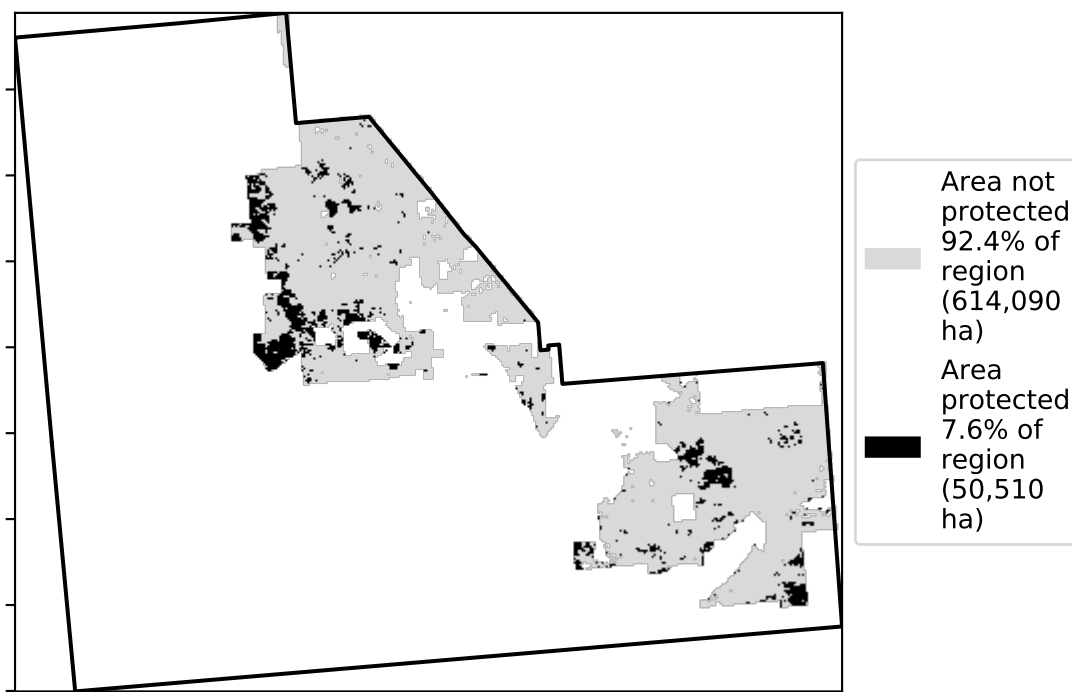 Area not
protected
92.4% of
region
(614,090
ha)
Area
protected
7.6% of
region
(50,510
ha)